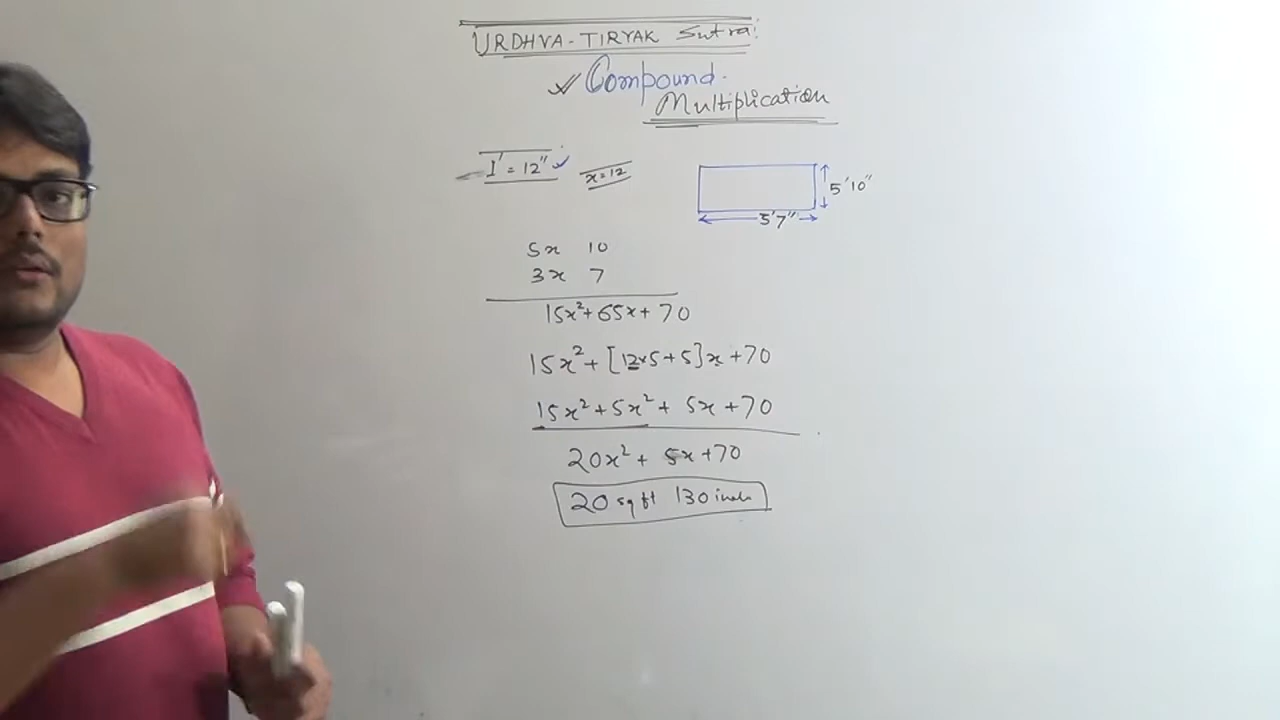 URDHVA-TIRYAK Sutra:
✓ Compound.
Multiplication
1' = 12" ✓ x=12
5'10"
5'7"
5x 10
3x 7
15x²+65x+70
15x²+[12×5+5]x+70
15x²+5x²+ 5x+70
20x²+ 5x+70
20 sq ft 130 inch